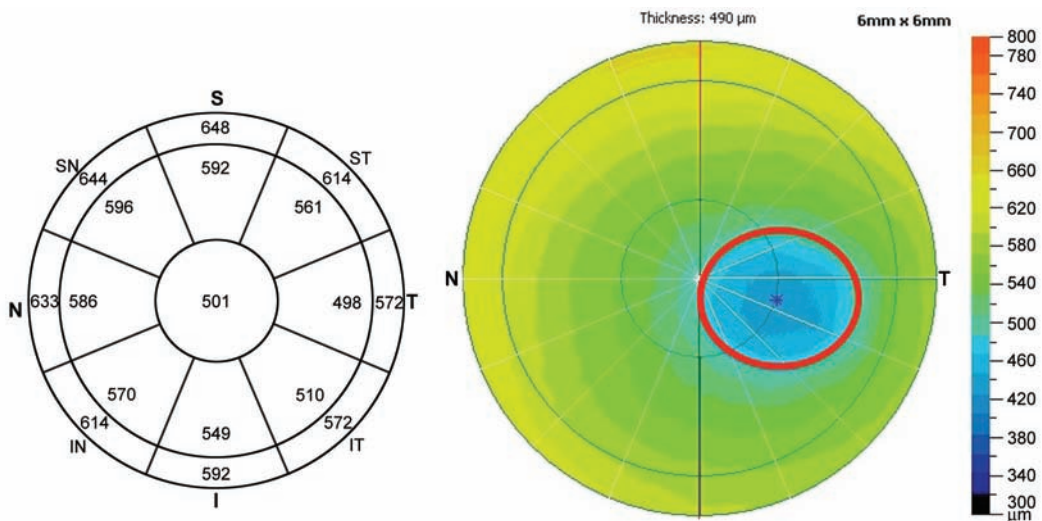 Thickness: 490 µm
6mm x 6mm
S
648
592
SN
644
596
ST
614
561
N
633
586
501
498
572
T
570
614
IN
510
572
IT
549
592
I
N
T
800
780
740
700
660
620
580
540
500
460
420
380
340
300
µm